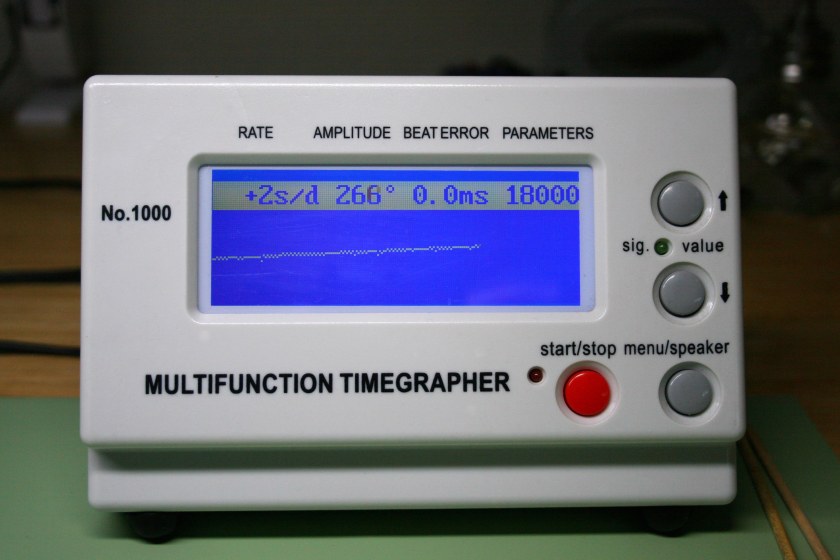 RATE AMPLITUDE BEAT ERROR PARAMETERS
+2s/d 266° 0.0ms 18000
No.1000
sig. value
start/stop menu/speaker
MULTIFUNCTION TIMEGRAPHER